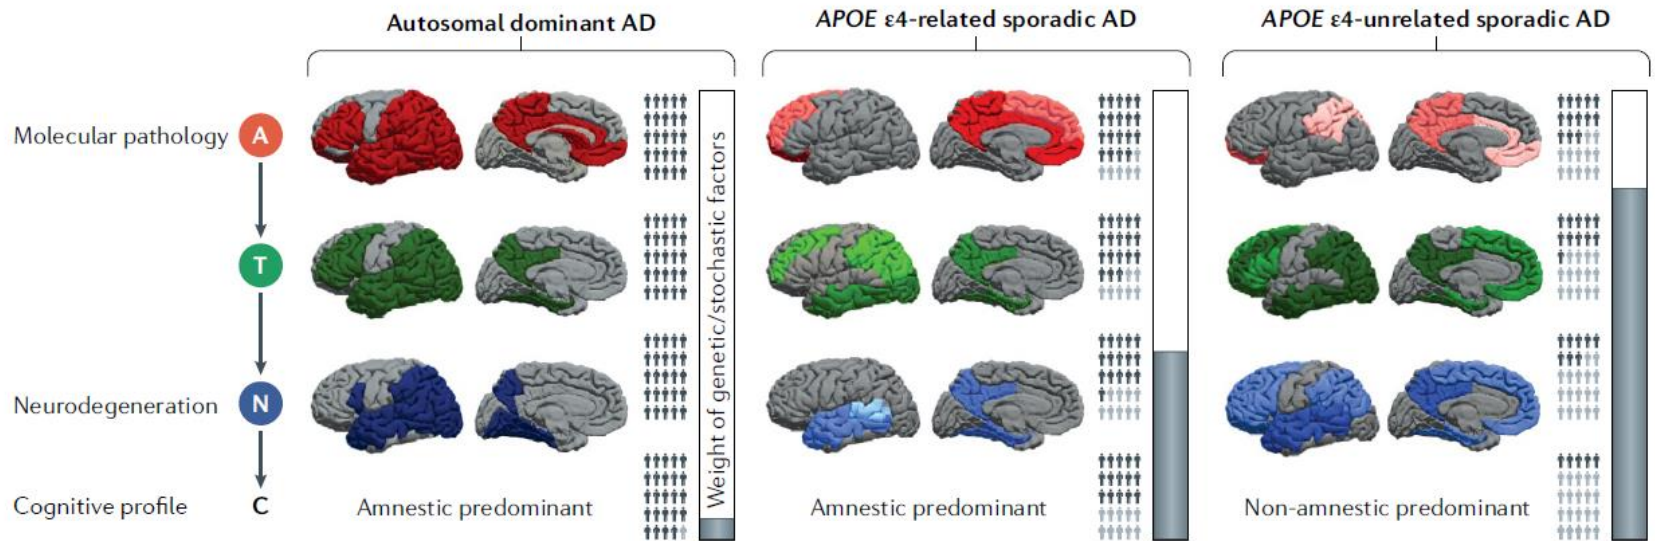 Autosomal dominant AD
APOE ε4-related sporadic AD
APOE ε4-unrelated sporadic AD
Molecular pathology
A
T
Neurodegeneration
N
Cognitive profile
C
Amnestic predominant
Weight of genetic/stochastic factors
Amnestic predominant
Non-amnestic predominant